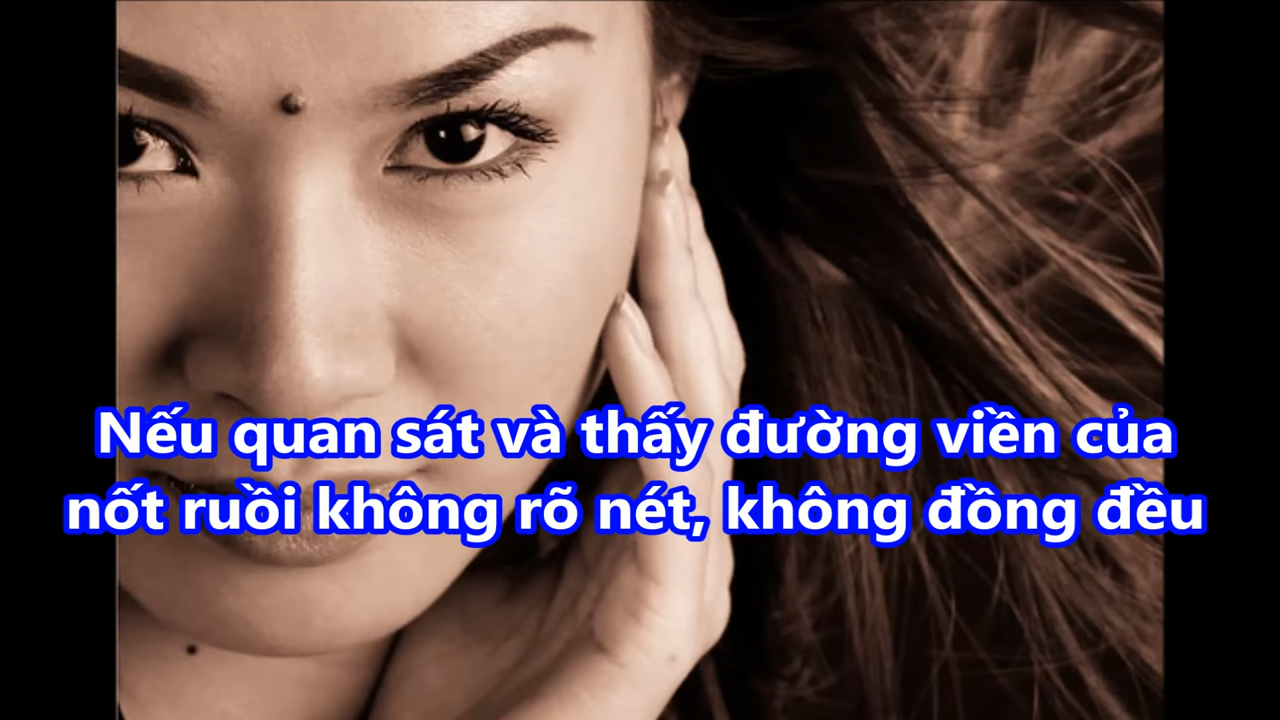 Nếu quan sát và thấy đường viền của
nốt ruồi không rõ nét, không đồng đều